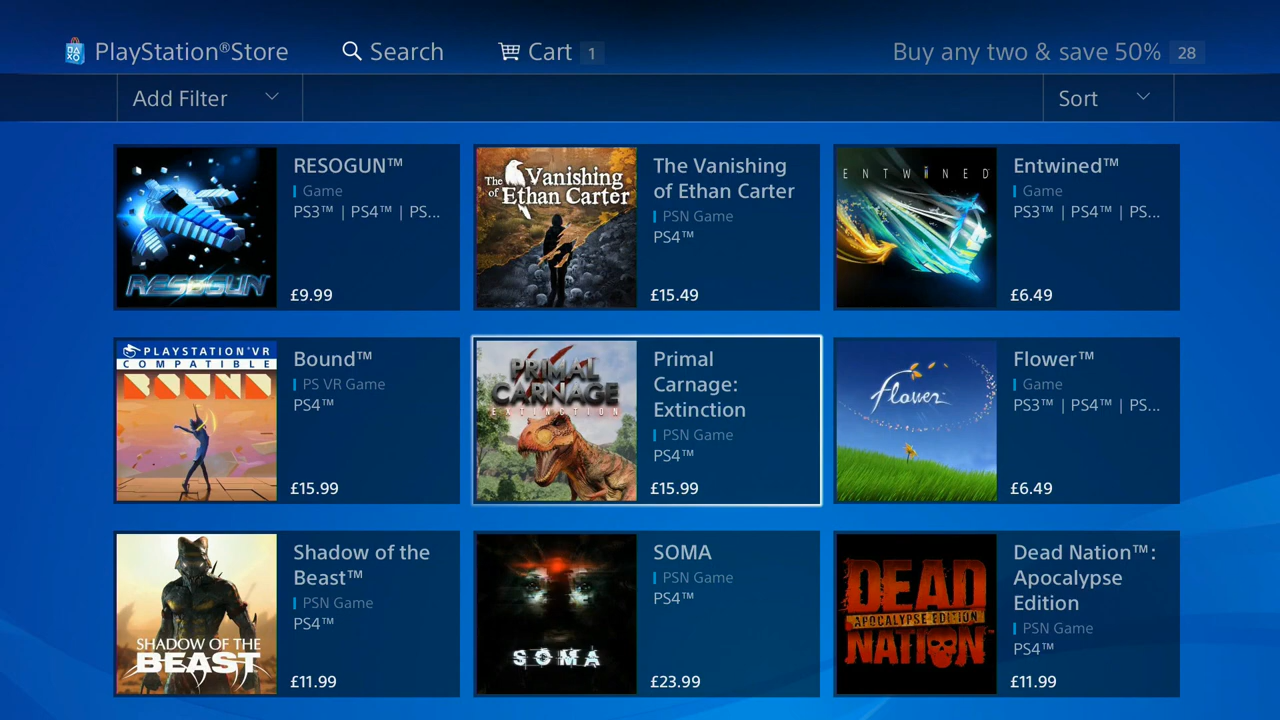 PlayStation®Store
Search
Cart 1
Buy any two & save 50% 28
Add Filter
Sort
RESOGUN
RESOGUN™
Game
PS3™ | PS4™ | PS...
£9.99
The Vanishing
of Ethan Carter
The Vanishing
of Ethan Carter
PSN Game
PS4™
£15.49
ENTWINED
Entwined™
Game
PS3™ | PS4™ | PS...
£6.49
PLAYSTATION®VR
COMPATIBLE
BOUND
Bound™
PS VR Game
PS4™
£15.99
PRIMAL
CARNAGE
EXTINCTION
Primal
Carnage:
Extinction
PSN Game
PS4™
£15.99
flower™
Flower™
Game
PS3™ | PS4™ | PS...
£6.49
SHADOW OF THE
BEAST
Shadow of the
Beast™
PSN Game
PS4™
£11.99
SOMA
SOMA
PSN Game
PS4™
£23.99
DEAD
APOCALYPSE EDITION
NATION™
Dead Nation™:
Apocalypse
Edition
PSN Game
PS4™
£11.99